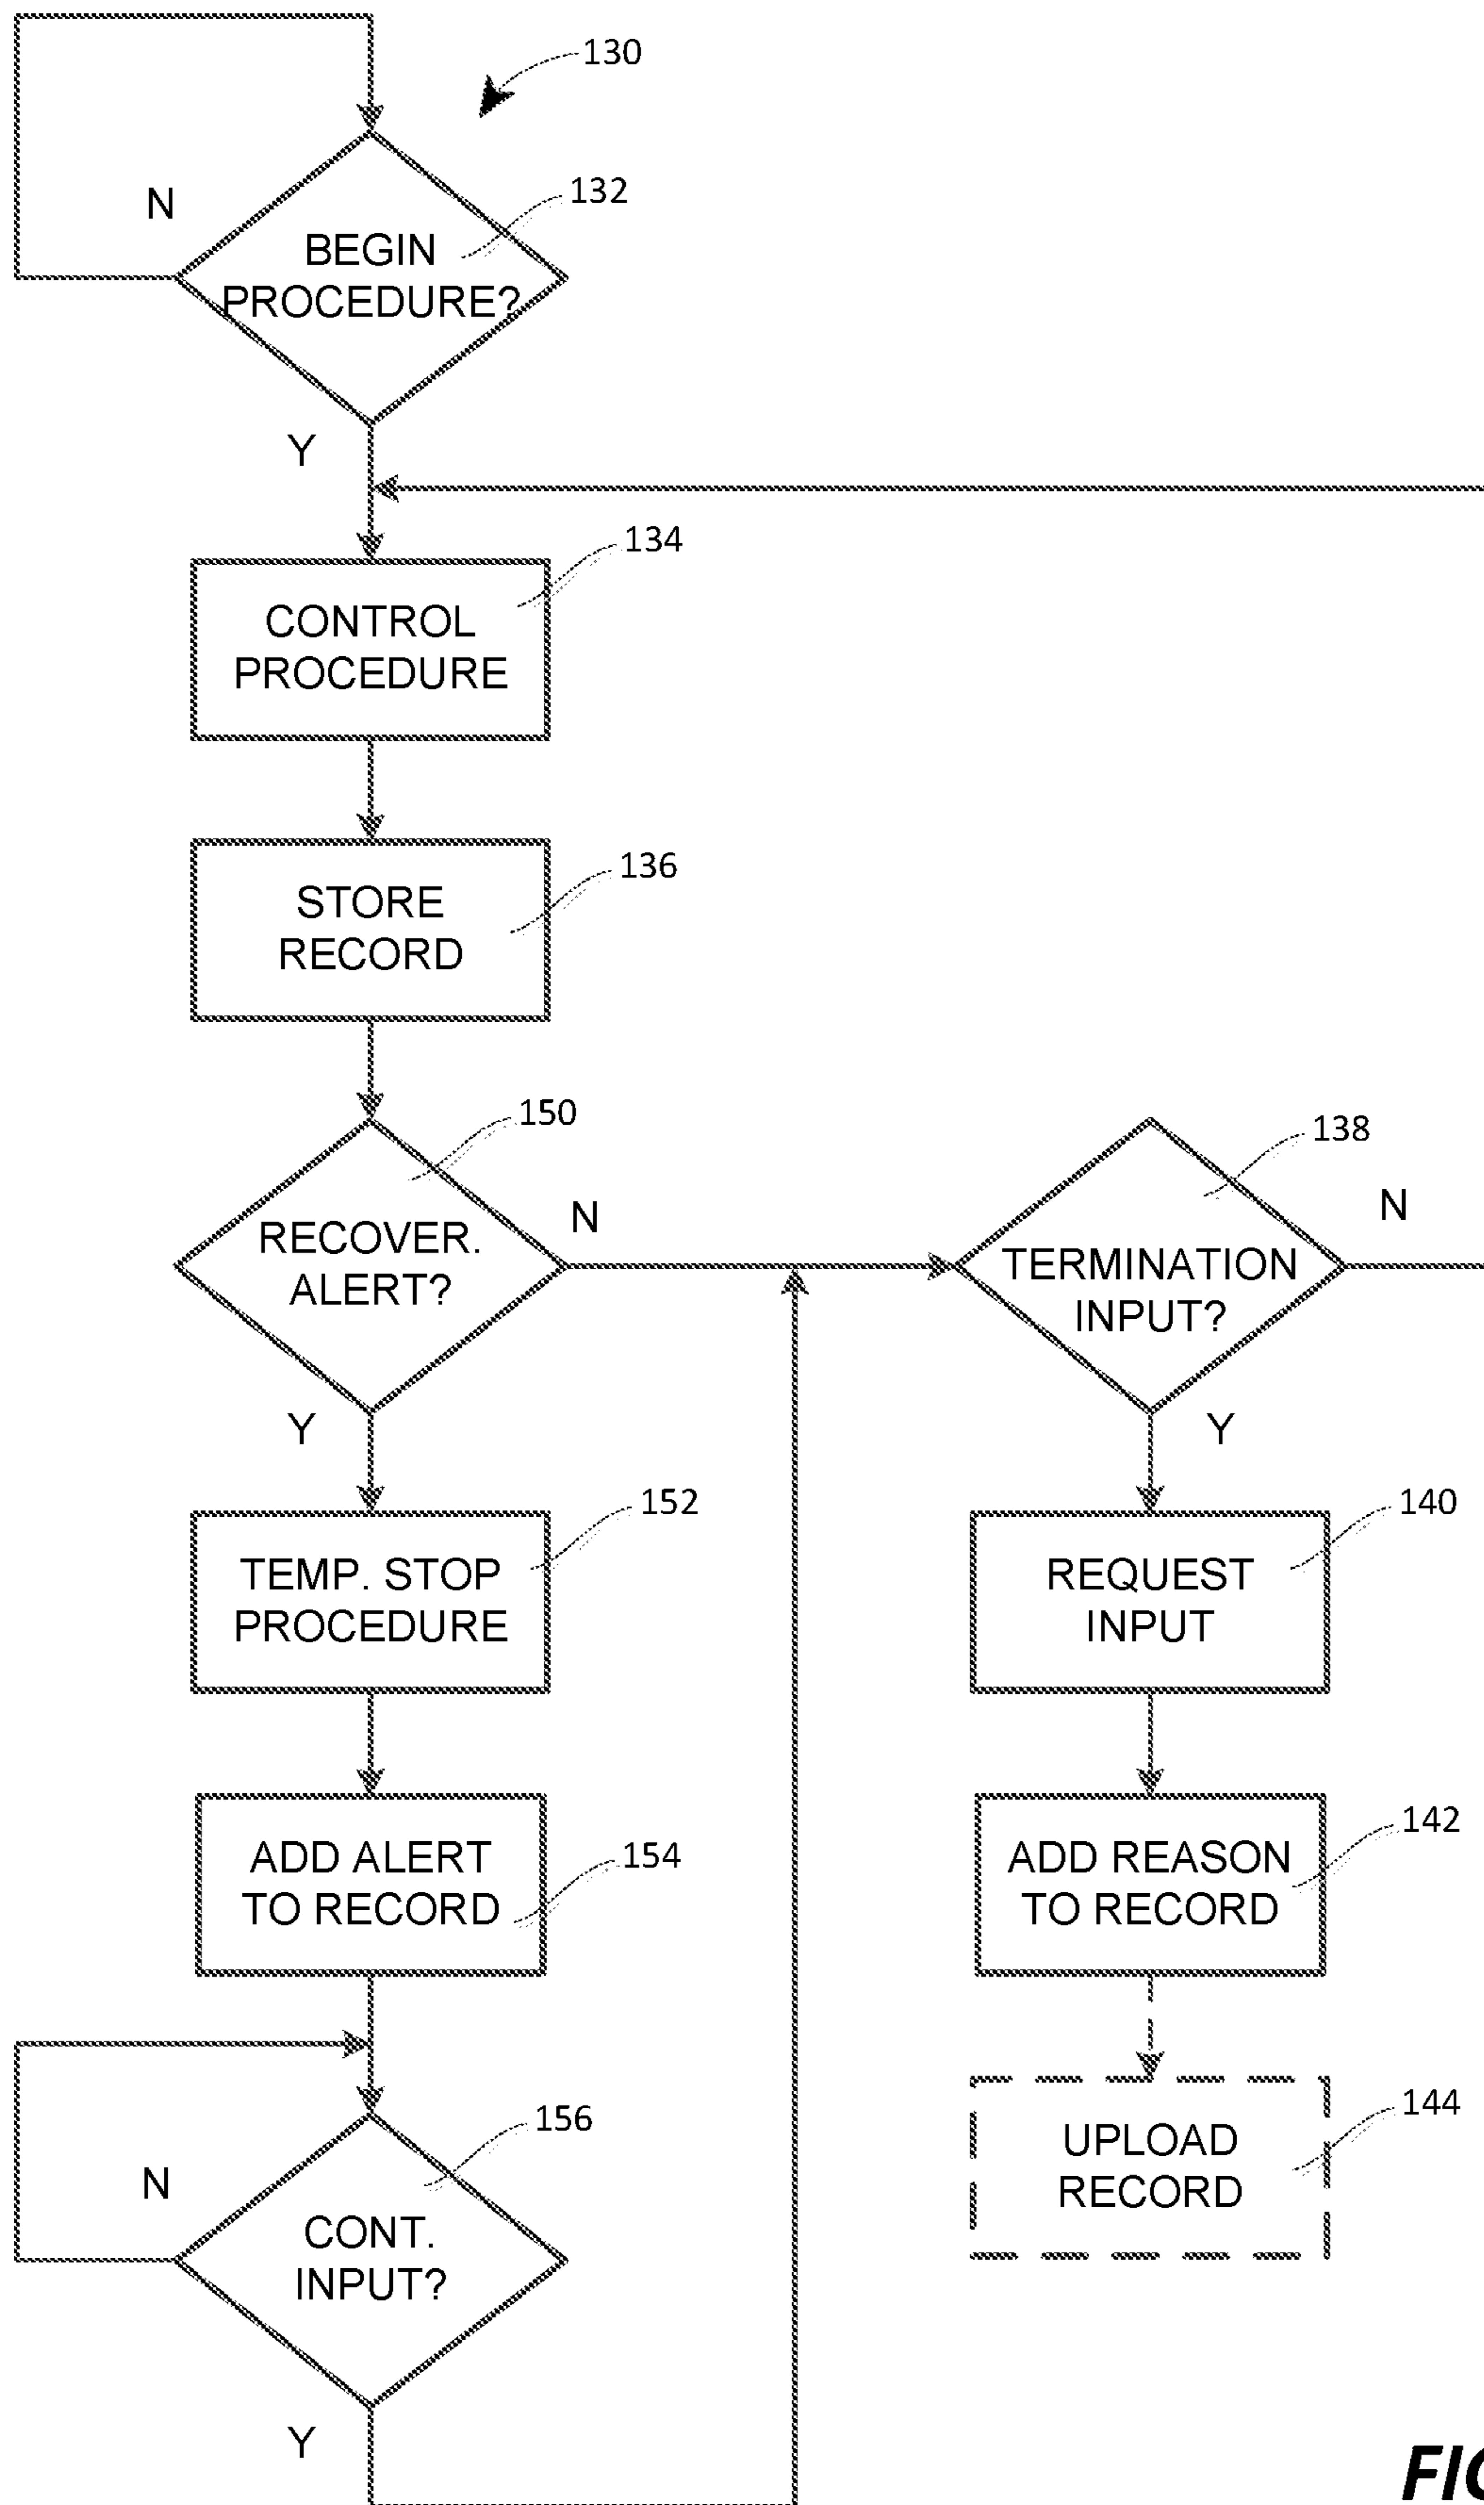 130
N
132
BEGIN
PROCEDURE?
Y
134
CONTROL
PROCEDURE
136
STORE
RECORD
150
RECOVER.
ALERT?
N
138
TERMINATION
INPUT?
N
Y
Y
152
TEMP. STOP
PROCEDURE
140
REQUEST
INPUT
154
ADD ALERT
TO RECORD
142
ADD REASON
TO RECORD
156
N
CONT.
INPUT?
Y
144
UPLOAD
RECORD